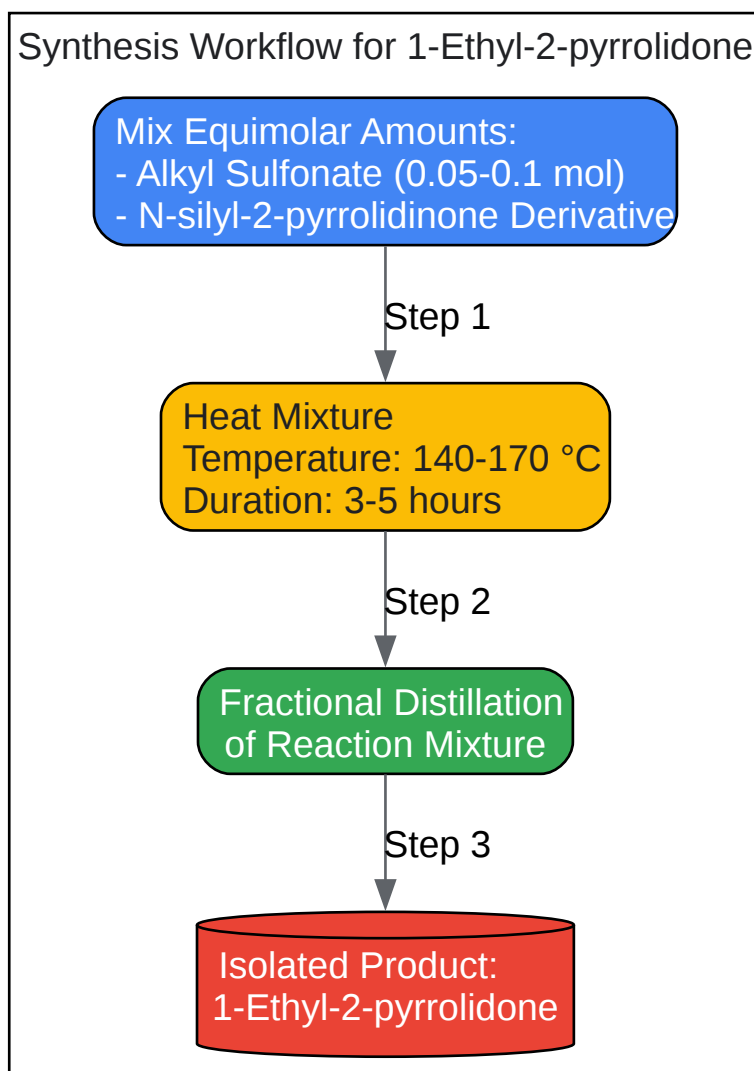 Synthesis Workflow for 1-Ethyl-2-pyrrolidone
Mix Equimolar Amounts:
- Alkyl Sulfonate (0.05-0.1 mol)
- N-silyl-2-pyrrolidinone Derivative
Step 1
Heat Mixture
Temperature: 140-170 °C
Duration: 3-5 hours
Step 2
Fractional Distillation
of Reaction Mixture
Step 3
Isolated Product:
1-Ethyl-2-pyrrolidone